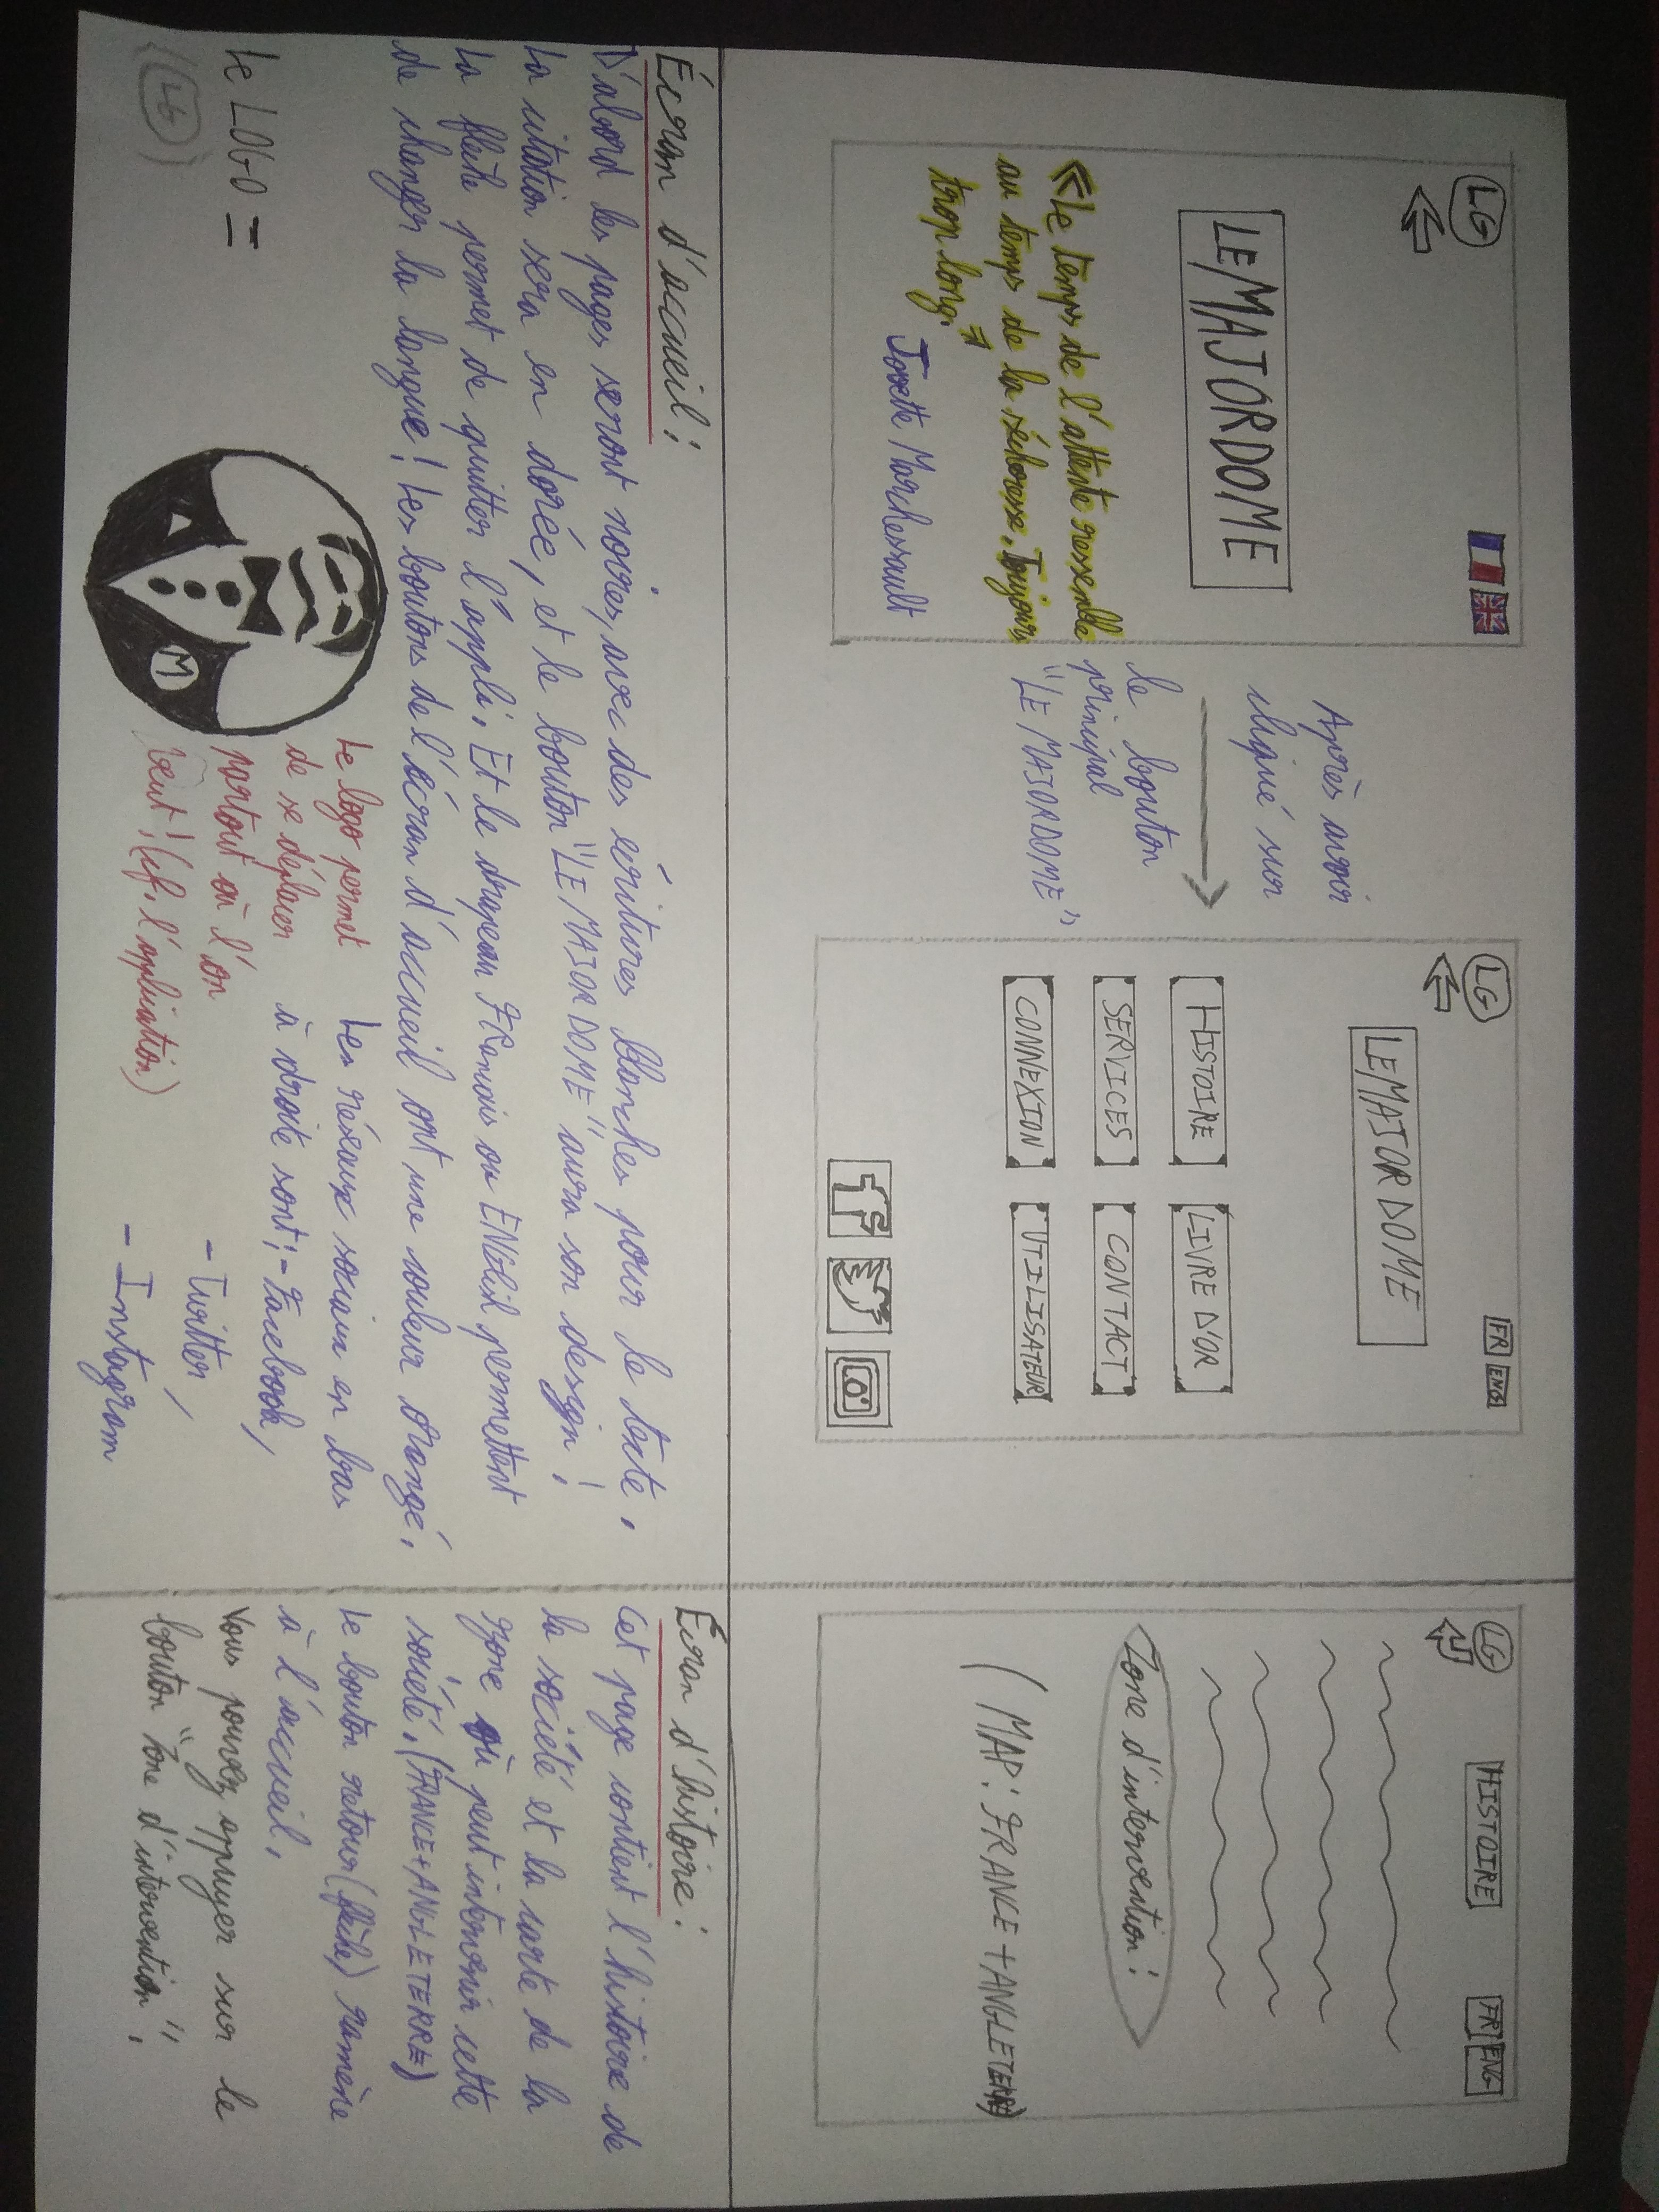 LG
LE MAJORDOME
«Le temps de l'attente ressemble
au temps de la sécheresse. Toujours
trop long.»
Jovette Marchessault
Après avoir
cliqué sur
le bouton
principal
"LE MAJORDOME"
LG
FR ENG
LE MAJORDOME
HISTOIRE LIVRE D'OR
SERVICES CONTACT
CONNEXION UTILISATEUR
f
LG HISTOIRE FR ENG
Zone d'intervention :
(MAP : FRANCE + ANGLETERRE)
Écran d'accueil :
D'abord les pages seront noires, avec des écritures blanches pour le texte.
La citation sera en dorée, et le bouton "LE MAJORDOME" aura son design !
La flèche permet de quitter l'appli. Et le drapeau FRancais ou ENGlish permettent
de changer la langue ! Les boutons de l'écran d'accueil ont une couleur orangé.
Le LOGO =
(LG)
M
Le logo permet
de se déplacer
partout où l'on
veut ! (cf. l'application)
Les réseaux sociaux en bas
à droite sont : - Facebook,
- Twitter,
- Instagram
Écran d'histoire :
Cet page contient l'histoire de
la société et la carte de la
zone où peut intervenir cette
société. (FRANCE + ANGLETERRE)
Le bouton retour (flèche) ramène
à l'accueil.
Vous pouvez appuyer sur le
bouton "Zone d'intervention".